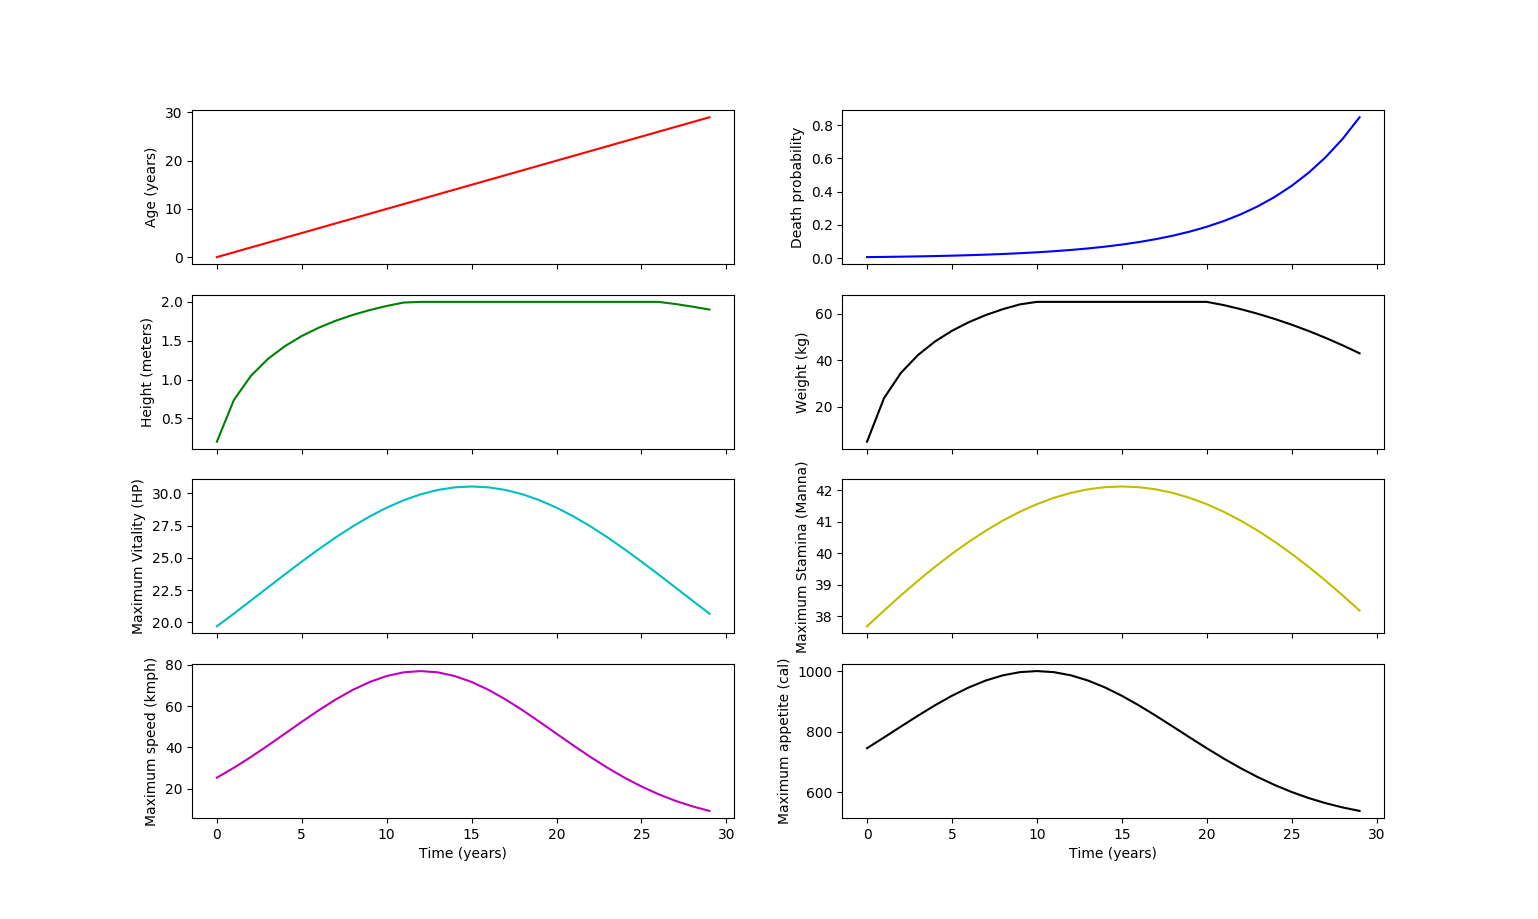 Age (years)
30
20
10
0
Death probability
0.8
0.6
0.4
0.2
0.0
Height (meters)
2.0
1.5
1.0
0.5
Weight (kg)
60
40
20
Maximum Vitality (HP)
30.0
27.5
25.0
22.5
20.0
Maximum Stamina (Manna)
42
41
40
39
38
Maximum speed (kmph)
80
60
40
20
0 5 10 15 20 25 30
Time (years)
Maximum appetite (cal)
1000
800
600
0 5 10 15 20 25 30
Time (years)